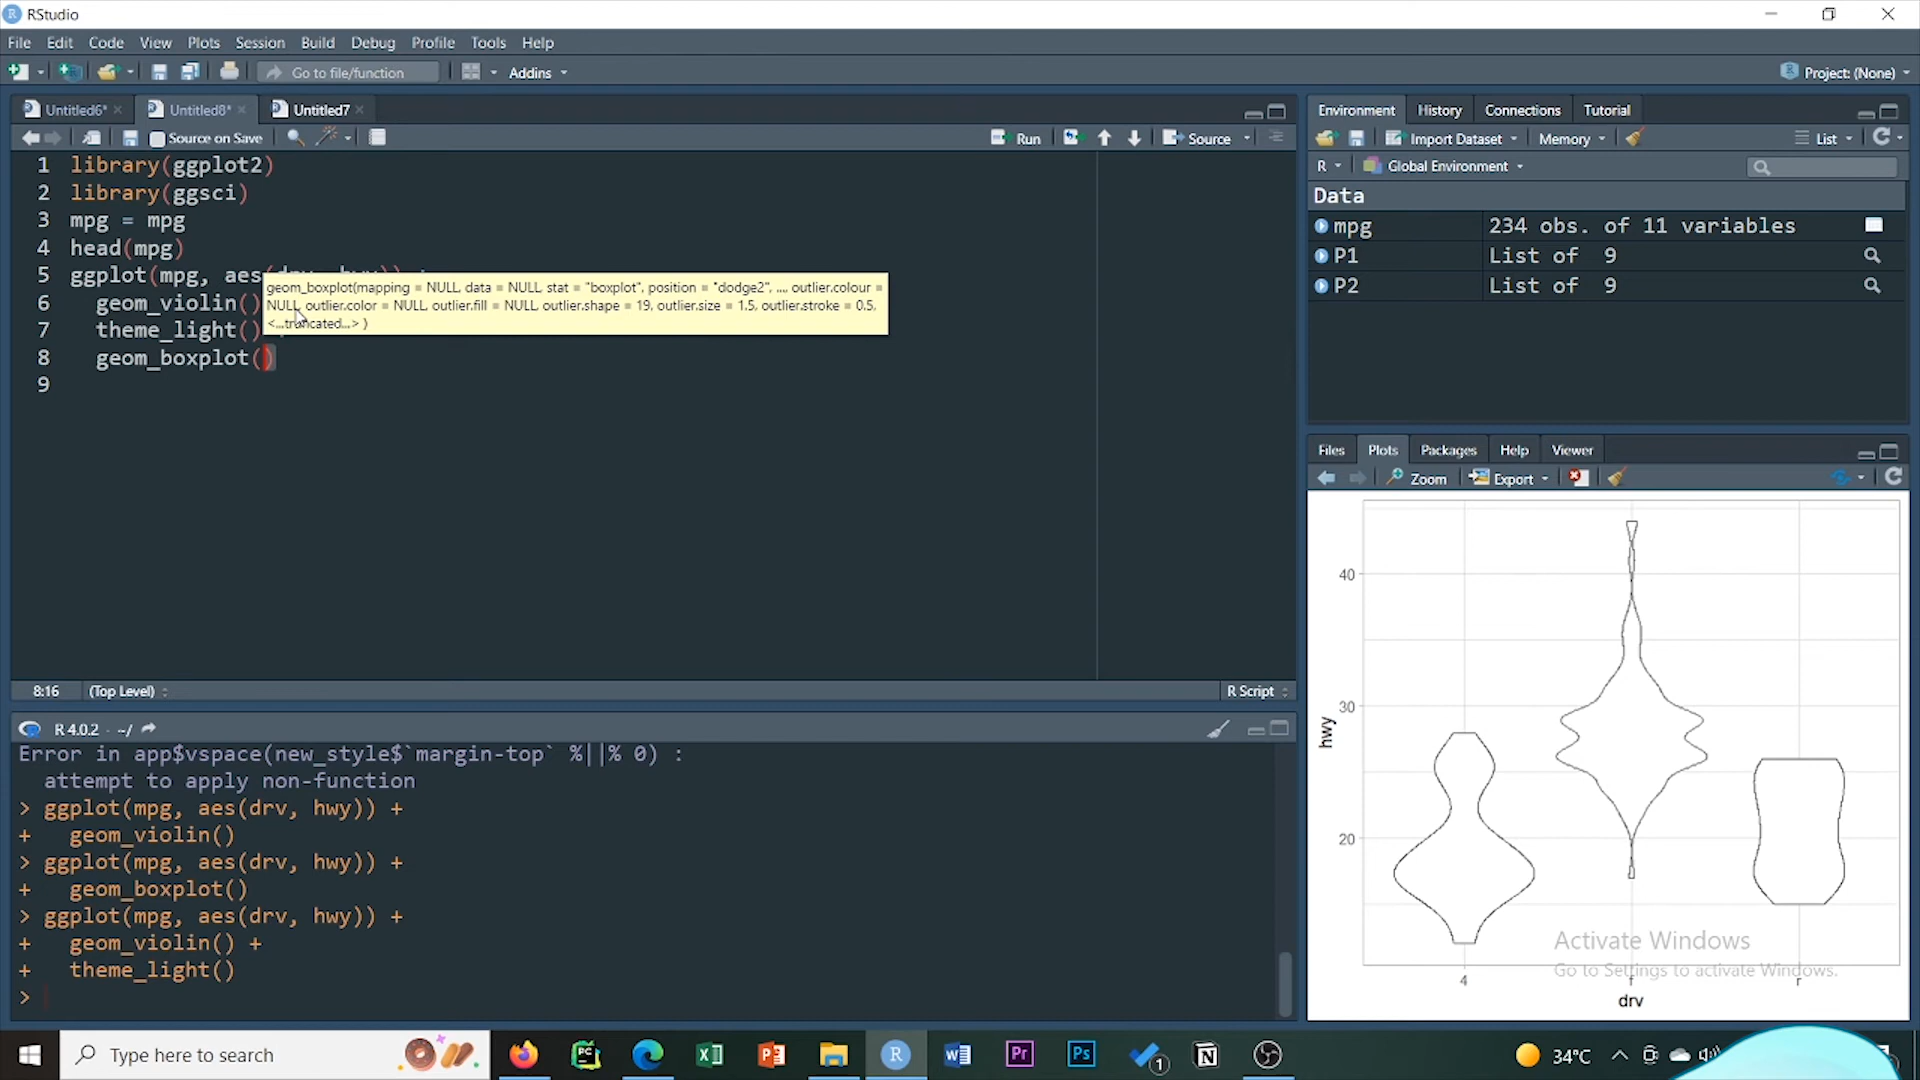 RStudio
File Edit Code View Plots Session Build Debug Profile Tools Help
Go to file/function Addins Project: (None)
Untitled6* Untitled8* Untitled7
Source on Save Run Source
1 library(ggplot2)
2 library(ggsci)
3 mpg = mpg
4 head(mpg)
5 ggplot(mpg, aes(drv, hwy)) +
6 geom_violin()
7 theme_light()
8 geom_boxplot()
9
geom_boxplot(mapping = NULL, data = NULL, stat = "boxplot", position = "dodge2", ..., outlier.colour =
NULL, outlier.color = NULL, outlier.fill = NULL, outlier.shape = 19, outlier.size = 1.5, outlier.stroke = 0.5,
<...truncated...> )
8:16 (Top Level) R Script
R 4.0.2 · ~/
Error in app$vspace(new_style$`margin-top` %||% 0) :
attempt to apply non-function
> ggplot(mpg, aes(drv, hwy)) +
+ geom_violin()
> ggplot(mpg, aes(drv, hwy)) +
+ geom_boxplot()
> ggplot(mpg, aes(drv, hwy)) +
+ geom_violin() +
+ theme_light()
>
Environment History Connections Tutorial
Import Dataset Memory List
R Global Environment
Data
mpg 234 obs. of 11 variables
P1 List of 9
P2 List of 9
Files Plots Packages Help Viewer
Zoom Export
40
30
20
hwy
4 f r
drv
Activate Windows
Go to Settings to activate Windows.
Type here to search
PC
Pr
Ps
1
34°C